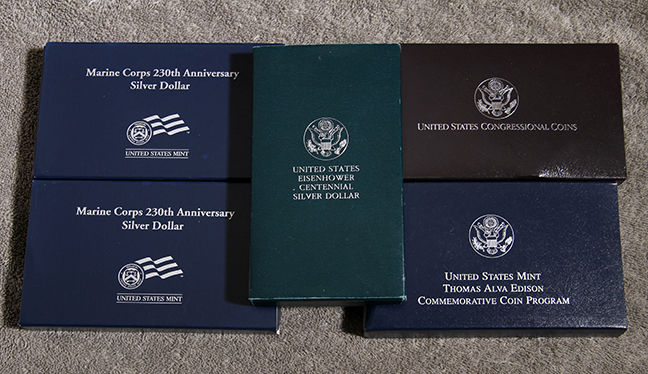 Marine Corps 230th Anniversary
Silver Dollar
UNITED STATES MINT
Marine Corps 230th Anniversary
Silver Dollar
UNITED STATES MINT
UNITED STATES
EISENHOWER
CENTENNIAL
SILVER DOLLAR
UNITED STATES CONGRESSIONAL COINS
UNITED STATES MINT
THOMAS ALVA EDISON
COMMEMORATIVE COIN PROGRAM